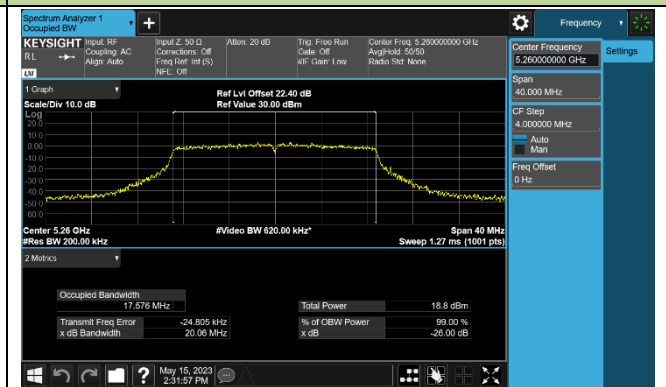 Spectrum Analyzer 1
Occupied BW
+
Frequency
KEYSIGHT
RL
LXI
Input: RF
Coupling: AC
Align: Auto
Input Z: 50 Ω
Corrections: Off
Freq Ref: Int (S)
NFE: Off
Atten: 20 dB
Trig: Free Run
Gate: Off
#IF Gain: Low
Center Freq: 5.260000000 GHz
Avg|Hold: 50/50
Radio Std: None
Center Frequency
5.260000000 GHz
Settings
Span
40.000 MHz
CF Step
4.000000 MHz
Auto
Man
Freq Offset
0 Hz
1 Graph
Scale/Div 10.0 dB
Ref Lvl Offset 22.40 dB
Ref Value 30.00 dBm
Log
20.0
10.0
0.00
-10.0
-20.0
-30.0
-40.0
-50.0
-60.0
Center 5.26 GHz
#Video BW 620.00 kHz*
Span 40 MHz
#Res BW 200.00 kHz
Sweep 1.27 ms (1001 pts)
2 Metrics
Occupied Bandwidth
17.576 MHz
Total Power
18.8 dBm
Transmit Freq Error
-24.805 kHz
% of OBW Power
99.00 %
x dB Bandwidth
20.06 MHz
x dB
-26.00 dB
?
May 15, 2023
2:31:57 PM